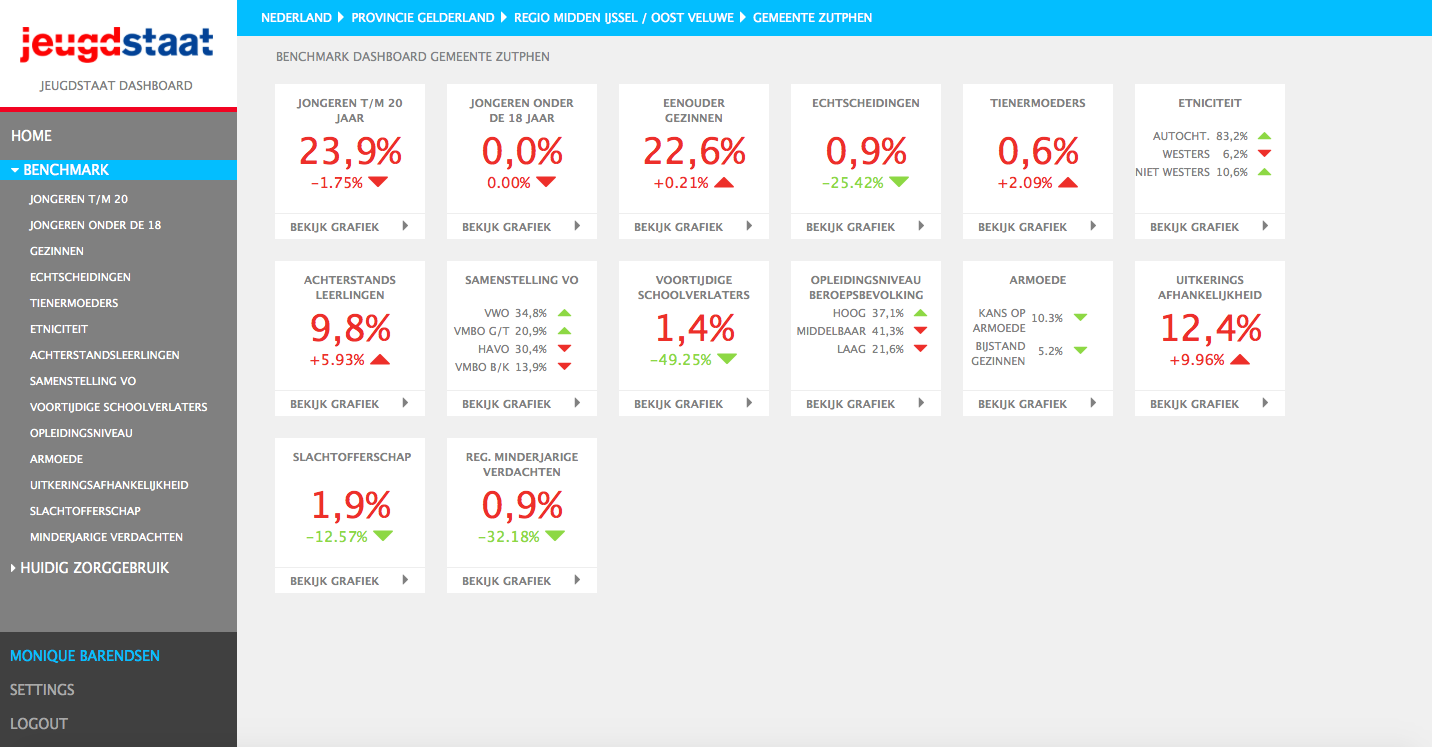 jeugdstaat
JEUGDSTAAT DASHBOARD
HOME
BENCHMARK
JONGEREN T/M 20
JONGEREN ONDER DE 18
GEZINNEN
ECHTSCHEIDINGEN
TIENERMOEDERS
ETNICITEIT
ACHTERSTANDSLEERLINGEN
SAMENSTELLING VO
VOORTIJDIGE SCHOOLVERLATERS
OPLEIDINGSNIVEAU
ARMOEDE
UITKERINGSAFHANKELIJKHEID
SLACHTOFFERSCHAP
MINDERJARIGE VERDACHTEN
HUIDIG ZORGGEBRUIK
MONIQUE BARENDSEN
SETTINGS
LOGOUT
NEDERLAND PROVINCIE GELDERLAND REGIO MIDDEN IJSSEL / OOST VELUWE GEMEENTE ZUTPHEN
BENCHMARK DASHBOARD GEMEENTE ZUTPHEN
JONGEREN T/M 20
JAAR
23,9%
-1.75%
BEKIJK GRAFIEK
JONGEREN ONDER
DE 18 JAAR
0,0%
0.00%
BEKIJK GRAFIEK
EENOUDER
GEZINNEN
22,6%
+0.21%
BEKIJK GRAFIEK
ECHTSCHEIDINGEN
0,9%
-25.42%
BEKIJK GRAFIEK
TIENERMOEDERS
0,6%
+2.09%
BEKIJK GRAFIEK
ETNICITEIT
AUTOCHT. 83,2%
WESTERS 6,2%
NIET WESTERS 10,6%
BEKIJK GRAFIEK
ACHTERSTANDS
LEERLINGEN
9,8%
+5.93%
BEKIJK GRAFIEK
SAMENSTELLING VO
VWO 34,8%
VMBO G/T 20,9%
HAVO 30,4%
VMBO B/K 13,9%
BEKIJK GRAFIEK
VOORTIJDIGE
SCHOOLVERLATERS
1,4%
-49.25%
BEKIJK GRAFIEK
OPLEIDINGSNIVEAU
BEROEPSBEVOLKING
HOOG 37,1%
MIDDELBAAR 41,3%
LAAG 21,6%
BEKIJK GRAFIEK
ARMOEDE
KANS OP
ARMOEDE 10.3%
BIJSTAND
GEZINNEN 5.2%
BEKIJK GRAFIEK
UITKERINGS
AFHANKELIJKHEID
12,4%
+9.96%
BEKIJK GRAFIEK
SLACHTOFFERSCHAP
1,9%
-12.57%
BEKIJK GRAFIEK
REG. MINDERJARIGE
VERDACHTEN
0,9%
-32.18%
BEKIJK GRAFIEK